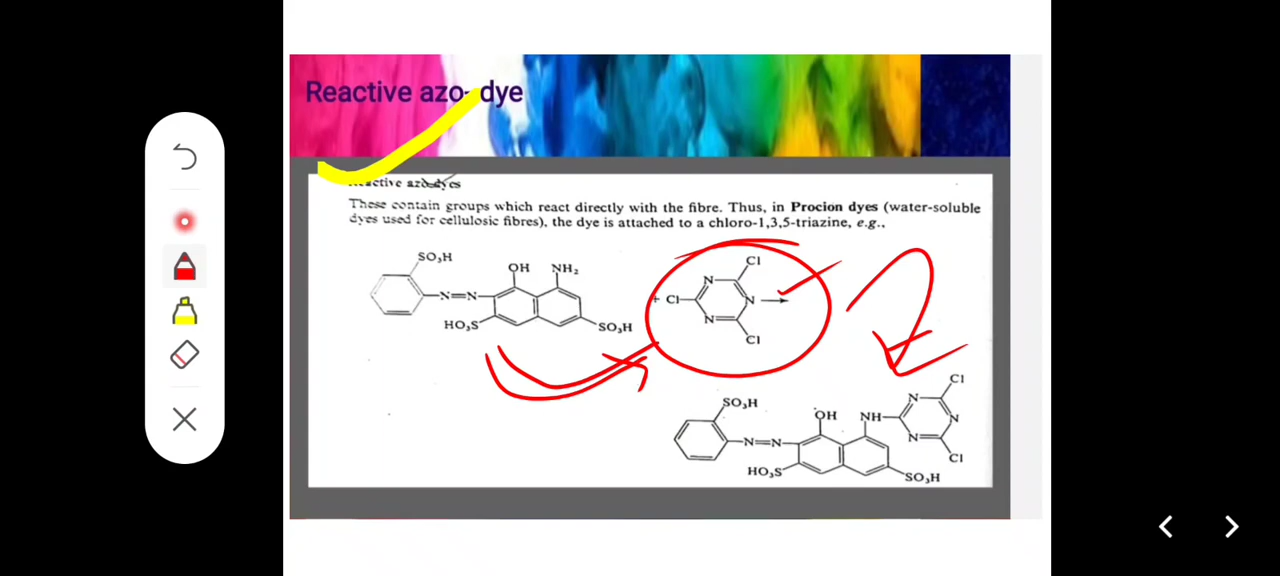 Reactive azo-dye
These contain groups which react directly with the fibre. Thus, in Procion dyes (water-soluble
dyes used for cellulosic fibres), the dye is attached to a chloro-1,3,5-triazine, e.g.,
SO₃H
OH NH₂
N=N
HO₃S
SO₃H
+ Cl
Cl
N
N
N
Cl
SO₃H
OH NH
N=N
HO₃S
SO₃H
Cl
N
N
N
Cl